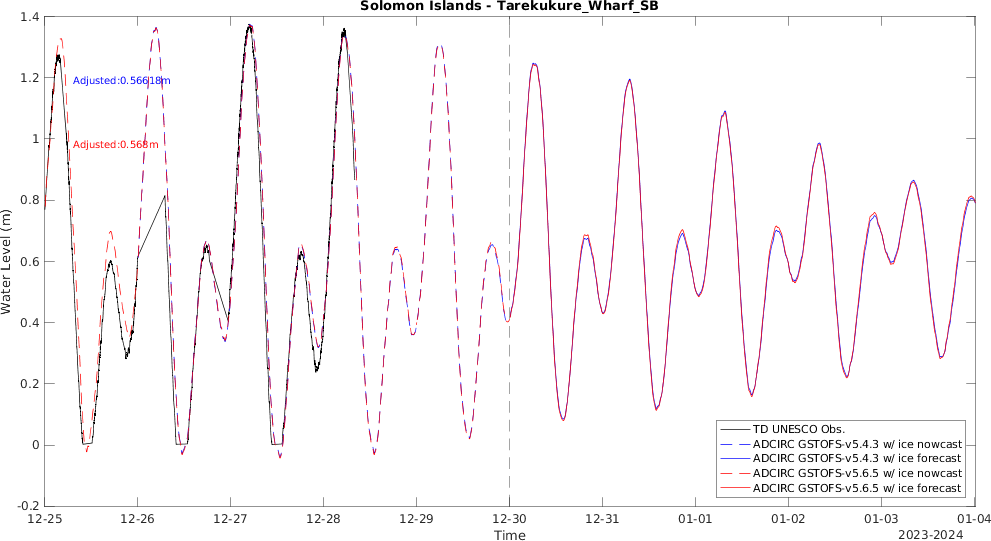 Solomon Islands - Tarekukure_Wharf_SB
1.4
1.2
1
0.8
0.6
0.4
0.2
0
-0.2
Water Level (m)
Adjusted:0.56618m
Adjusted:0.568m
TD UNESCO Obs.
ADCIRC GSTOFS-v5.4.3 w/ ice nowcast
ADCIRC GSTOFS-v5.4.3 w/ ice forecast
ADCIRC GSTOFS-v5.6.5 w/ ice nowcast
ADCIRC GSTOFS-v5.6.5 w/ ice forecast
12-25 12-26 12-27 12-28 12-29 12-30 12-31 01-01 01-02 01-03 01-04
Time
2023-2024